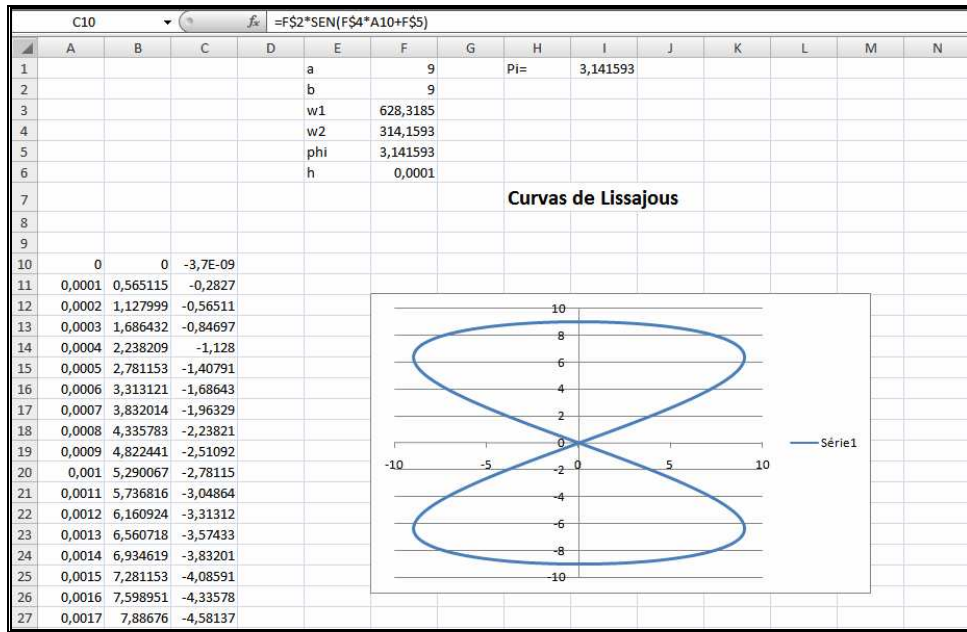 C10 fx =F$2*SEN(F$4*A10+F$5)
A B C D E F G H I J K L M N
1 a 9 Pi= 3,141593
2 b 9
3 w1 628,3185
4 w2 314,1593
5 phi 3,141593
6 h 0,0001
7 Curvas de Lissajous
8
9
10 0 0 -3,7E-09
11 0,0001 0,565115 -0,2827
12 0,0002 1,127999 -0,56511
13 0,0003 1,686432 -0,84697
14 0,0004 2,238209 -1,128
15 0,0005 2,781153 -1,40791
16 0,0006 3,313121 -1,68643
17 0,0007 3,832014 -1,96329
18 0,0008 4,335783 -2,23821
19 0,0009 4,822441 -2,51092
20 0,001 5,290067 -2,78115
21 0,0011 5,736816 -3,04864
22 0,0012 6,160924 -3,31312
23 0,0013 6,560718 -3,57433
24 0,0014 6,934619 -3,83201
25 0,0015 7,281153 -4,08591
26 0,0016 7,598951 -4,33578
27 0,0017 7,88676 -4,58137
10
8
6
4
2
0
-2
-4
-6
-8
-10
-10 -5 0 5 10
Série1